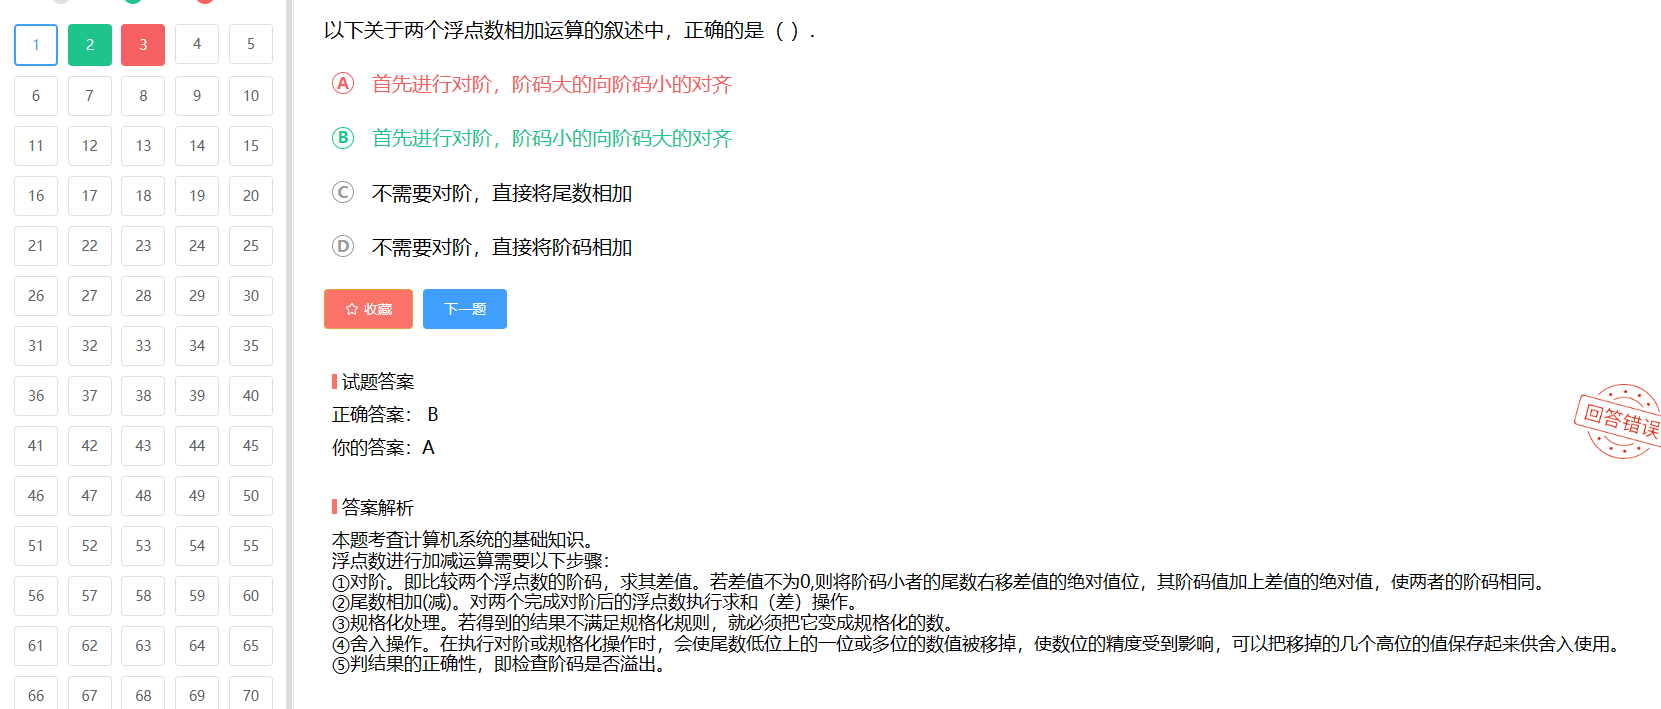 1 2 3 4 5
6 7 8 9 10
11 12 13 14 15
16 17 18 19 20
21 22 23 24 25
26 27 28 29 30
31 32 33 34 35
36 37 38 39 40
41 42 43 44 45
46 47 48 49 50
51 52 53 54 55
56 57 58 59 60
61 62 63 64 65
66 67 68 69 70
以下关于两个浮点数相加运算的叙述中，正确的是（ ）.
A 首先进行对阶，阶码大的向阶码小的对齐
B 首先进行对阶，阶码小的向阶码大的对齐
C 不需要对阶，直接将尾数相加
D 不需要对阶，直接将阶码相加
收藏 下一题
试题答案
正确答案： B
你的答案：A
回答错误
答案解析
本题考查计算机系统的基础知识。
浮点数进行加减运算需要以下步骤：
①对阶。即比较两个浮点数的阶码，求其差值。若差值不为0,则将阶码小者的尾数右移差值的绝对值位，其阶码值加上差值的绝对值，使两者的阶码相同。
②尾数相加(减)。对两个完成对阶后的浮点数执行求和（差）操作。
③规格化处理。若得到的结果不满足规格化规则，就必须把它变成规格化的数。
④舍入操作。在执行对阶或规格化操作时，会使尾数低位上的一位或多位的数值被移掉，使数位的精度受到影响，可以把移掉的几个高位的值保存起来供舍入使用。
⑤判结果的正确性，即检查阶码是否溢出。